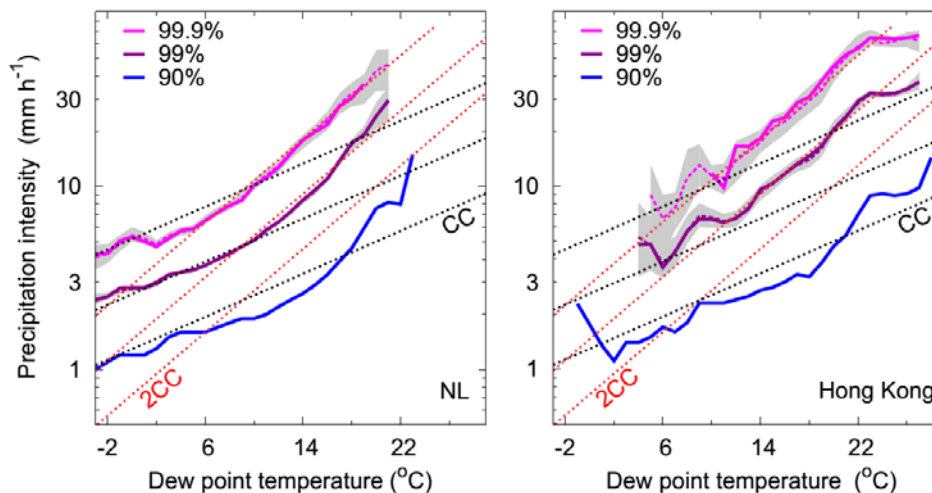 Precipitation intensity (mm h⁻¹)
99.9%
99%
90%
30
10
3
1
CC
2CC
NL
-2
6
14
22
Dew point temperature (°C)
99.9%
99%
90%
30
10
3
1
CC
2CC
Hong Kong
-2
6
14
22
Dew point temperature (°C)